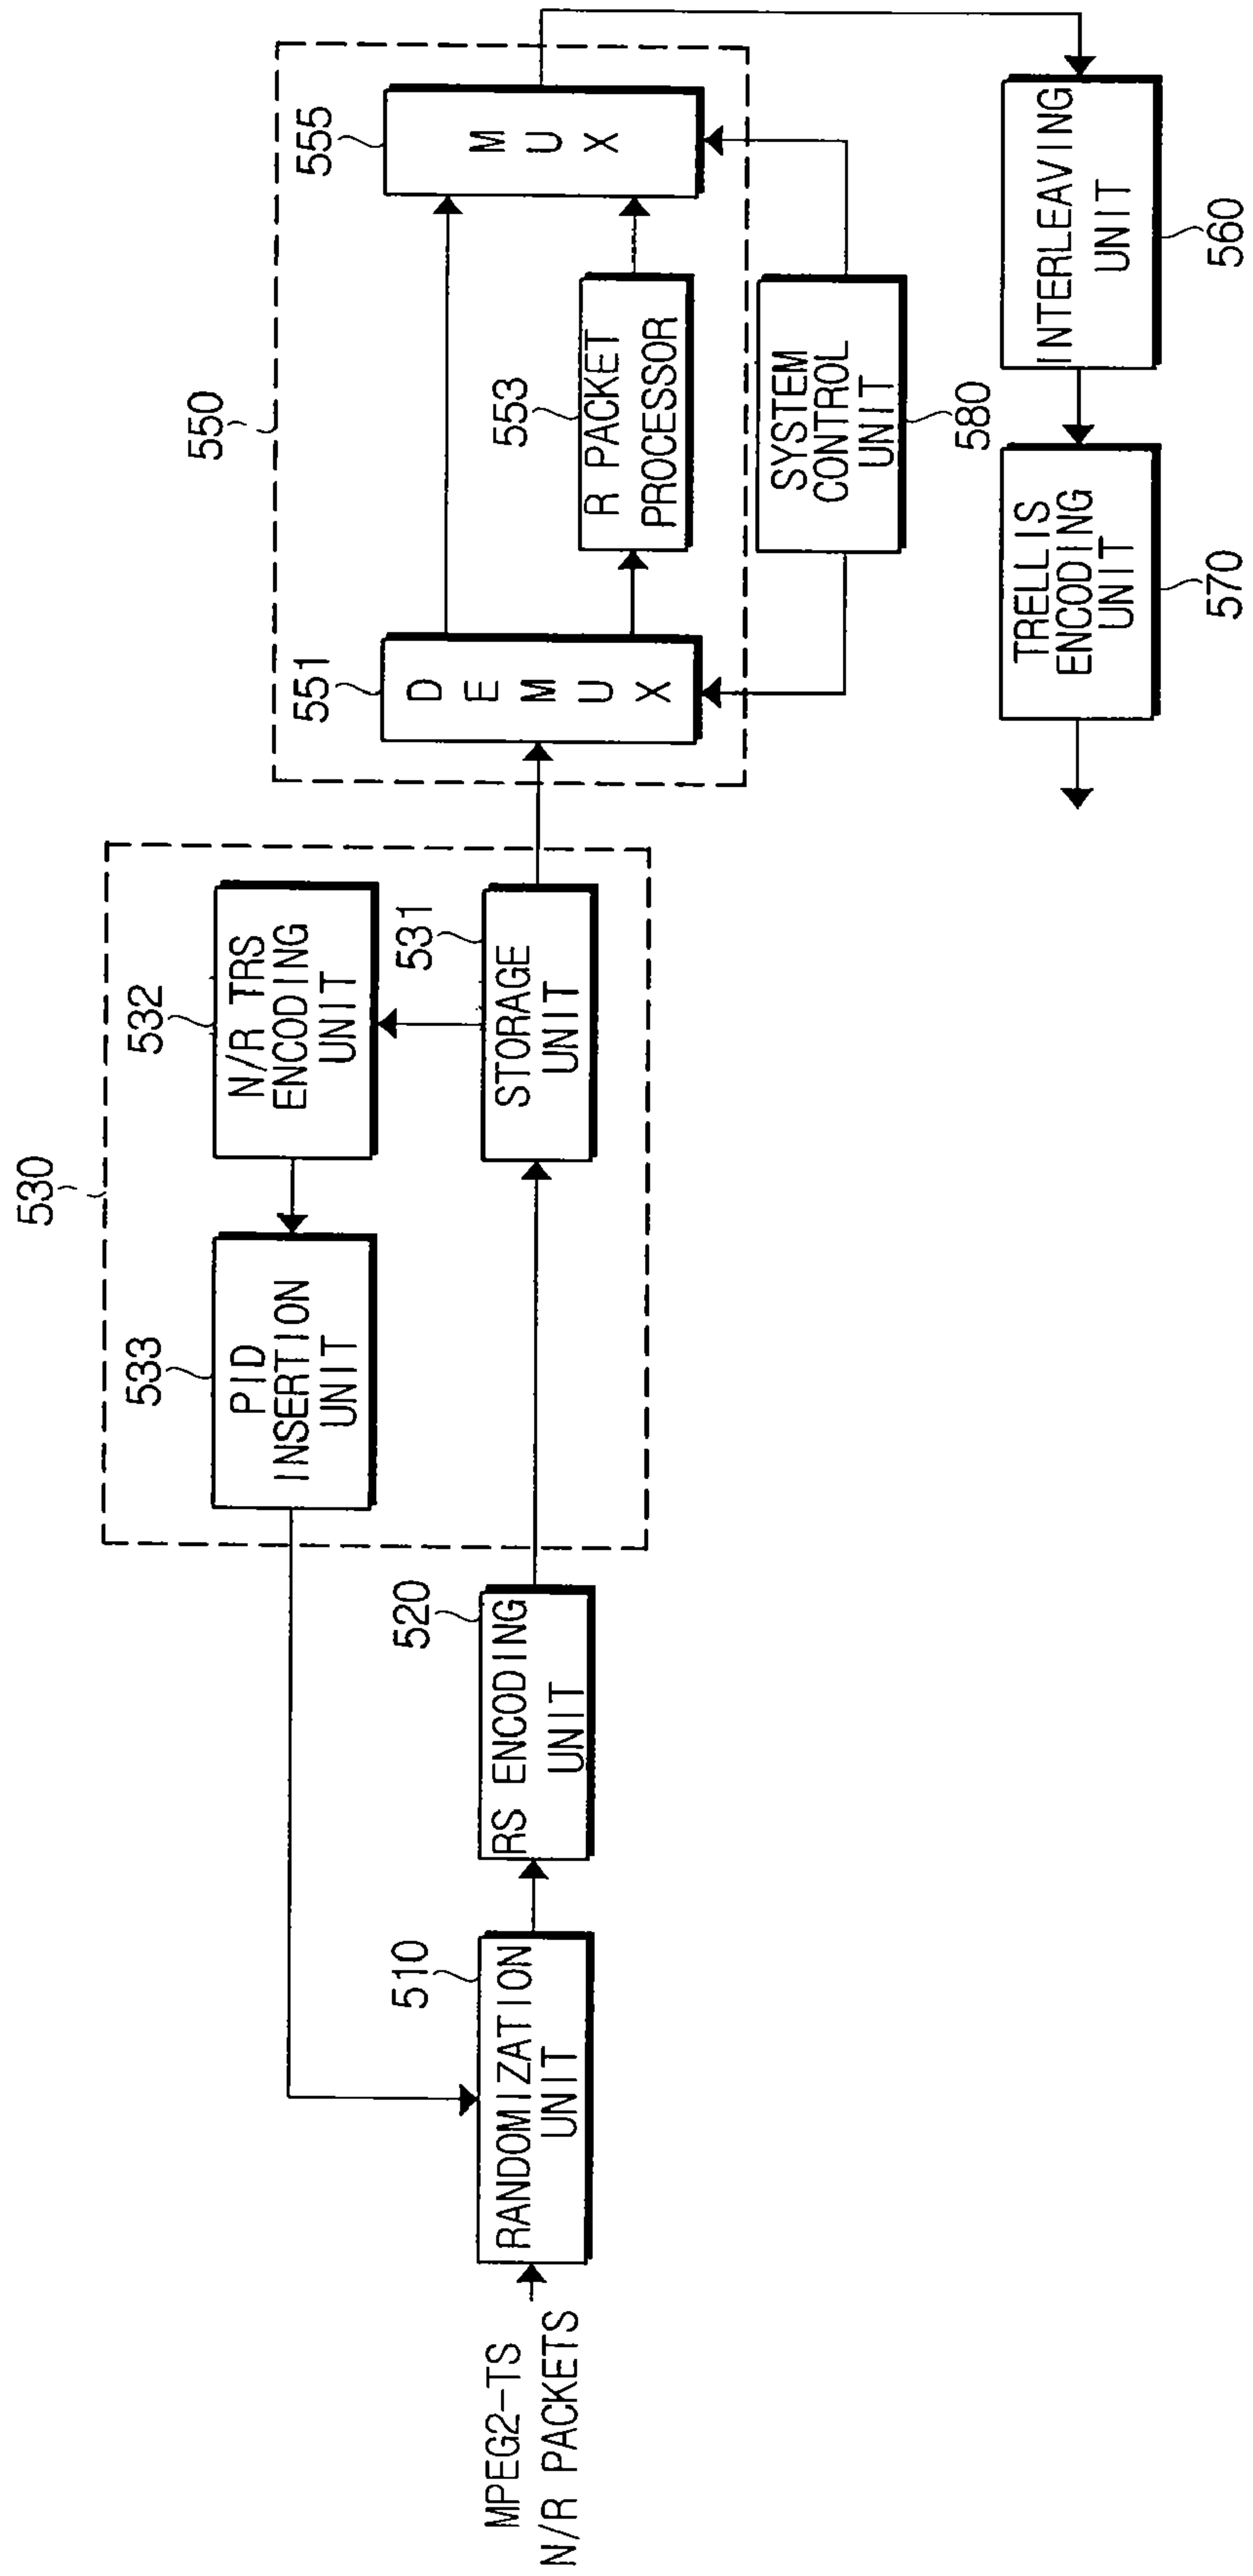 MPEG2-TS
N/R PACKETS
510
RANDOMIZATION
UNIT
520
RS ENCODING
UNIT
530
533
PID
INSERTION
UNIT
532
N/R TRS
ENCODING
UNIT
531
STORAGE
UNIT
550
551
DEMUX
553
R PACKET
PROCESSOR
555
MUX
SYSTEM
CONTROL
UNIT
580
INTERLEAVING
UNIT
560
TRELLIS
ENCODING
UNIT
570